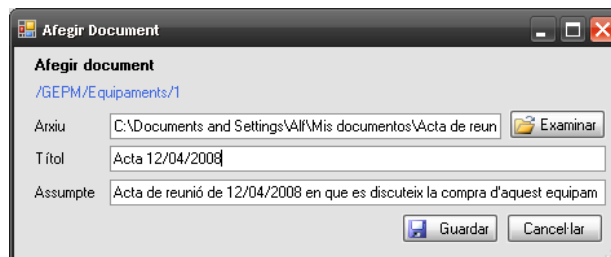 Afegir Document
Afegir document
/GEPM/Equipaments/1
Arxiu C:\Documents and Settings\Alf\Mis documentos\Acta de reun Examinar
Títol Acta 12/04/2008
Assumpte Acta de reunió de 12/04/2008 en que es discuteix la compra d'aquest equipam
Guardar Cancel·lar